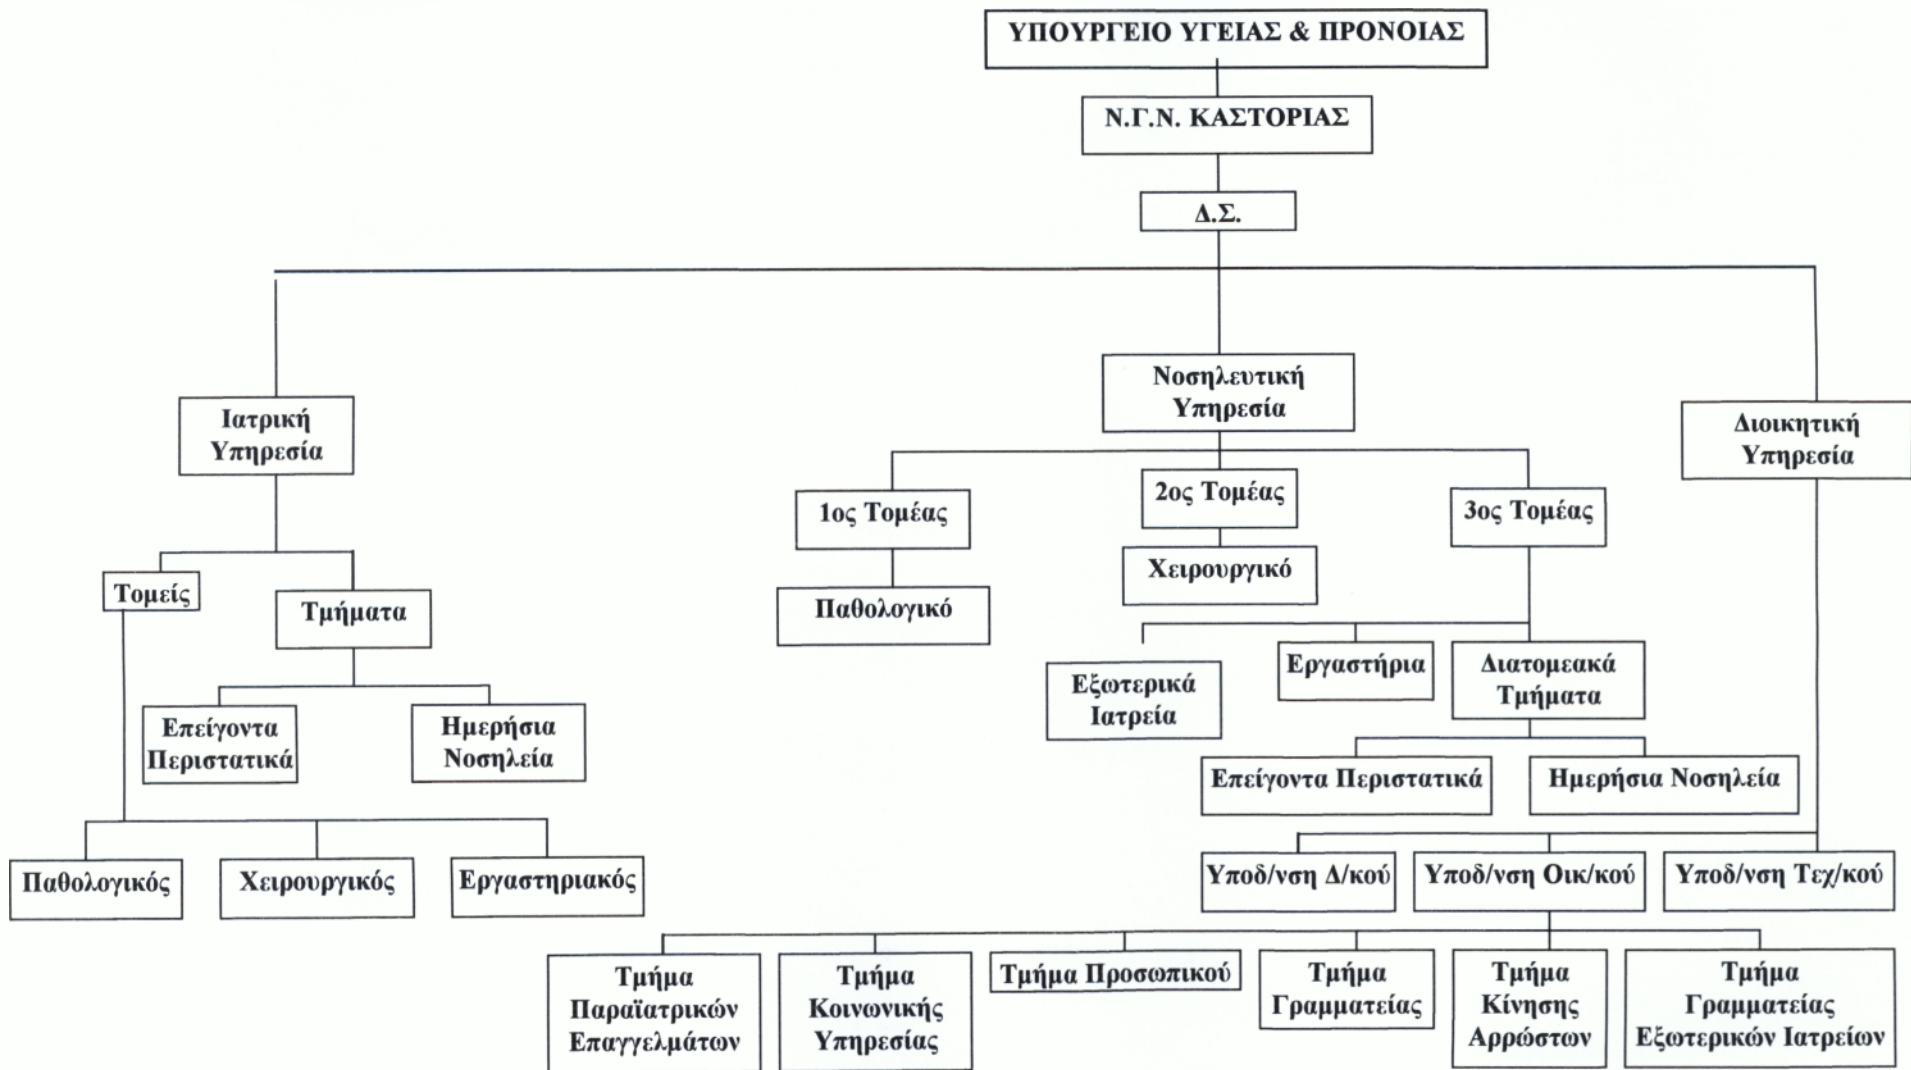 ΥΠΟΥΡΓΕΙΟ ΥΓΕΙΑΣ & ΠΡΟΝΟΙΑΣ
Ν.Γ.Ν. ΚΑΣΤΟΡΙΑΣ
Δ.Σ.
Ιατρική
Υπηρεσία
Νοσηλευτική
Υπηρεσία
Διοικητική
Υπηρεσία
Τομείς
Τμήματα
Επείγοντα
Περιστατικά
Ημερήσια
Νοσηλεία
Παθολογικός
Χειρουργικός
Εργαστηριακός
1ος Τομέας
2ος Τομέας
3ος Τομέας
Παθολογικό
Χειρουργικό
Εξωτερικά
Ιατρεία
Εργαστήρια
Διατομεακά
Τμήματα
Επείγοντα Περιστατικά
Ημερήσια Νοσηλεία
Υποδ/νση Δ/κού
Υποδ/νση Οικ/κού
Υποδ/νση Τεχ/κού
Τμήμα
Παραϊατρικών
Επαγγελμάτων
Τμήμα
Κοινωνικής
Υπηρεσίας
Τμήμα Προσωπικού
Τμήμα
Γραμματείας
Τμήμα
Κίνησης
Αρρώστων
Τμήμα
Γραμματείας
Εξωτερικών Ιατρείων